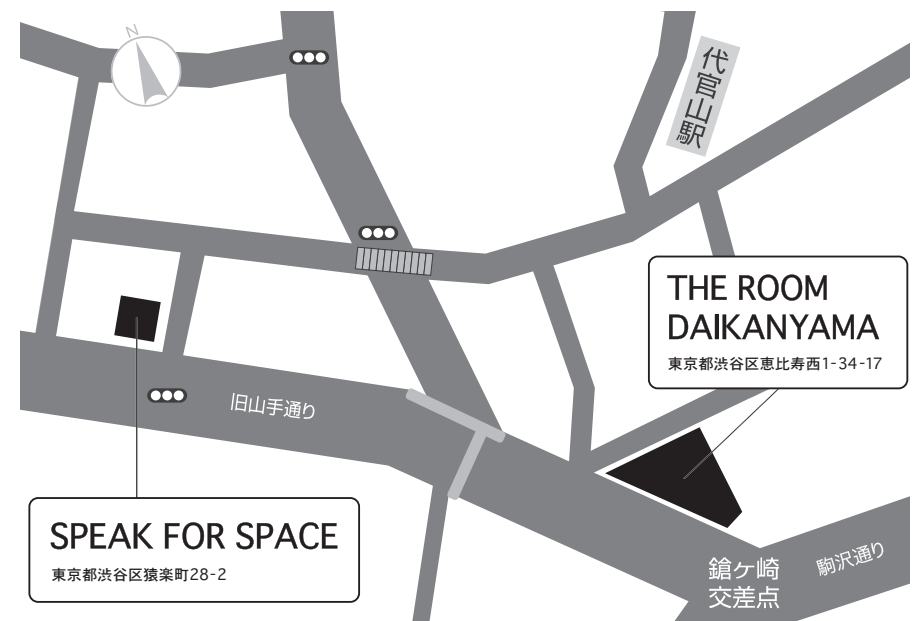 N
代官山駅
THE ROOM
DAIKANYAMA
東京都渋谷区恵比寿西1-34-17
旧山手通り
SPEAK FOR SPACE
東京都渋谷区猿楽町28-2
鎗ヶ崎
交差点
駒沢通り